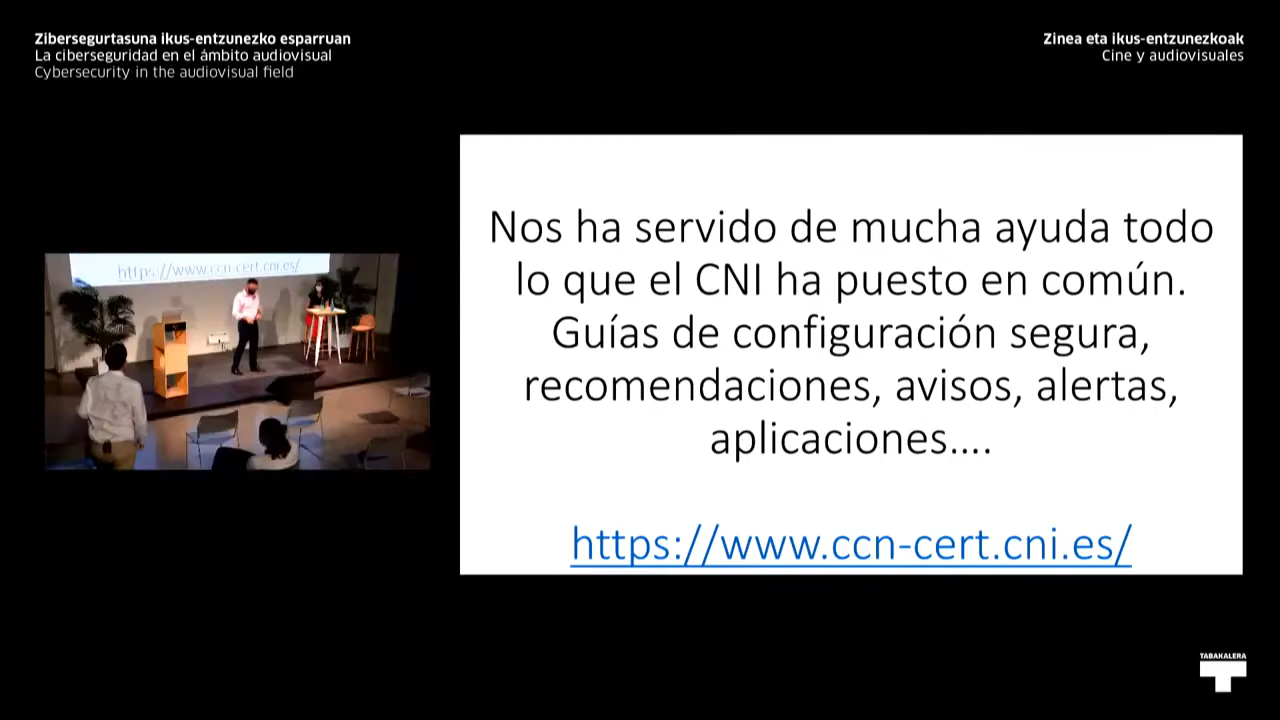 Zibersegurtasuna ikus-entzunezko esparruan
La ciberseguridad en el ámbito audiovisual
Cybersecurity in the audiovisual field
Zinea eta ikus-entzunezkoak
Cine y audiovisuales
Nos ha servido de mucha ayuda todo
lo que el CNI ha puesto en común.
Guías de configuración segura,
recomendaciones, avisos, alertas,
aplicaciones....
https://www.ccn-cert.cni.es/
https://www.ccn-cert.cni.es/
TABAKALERA